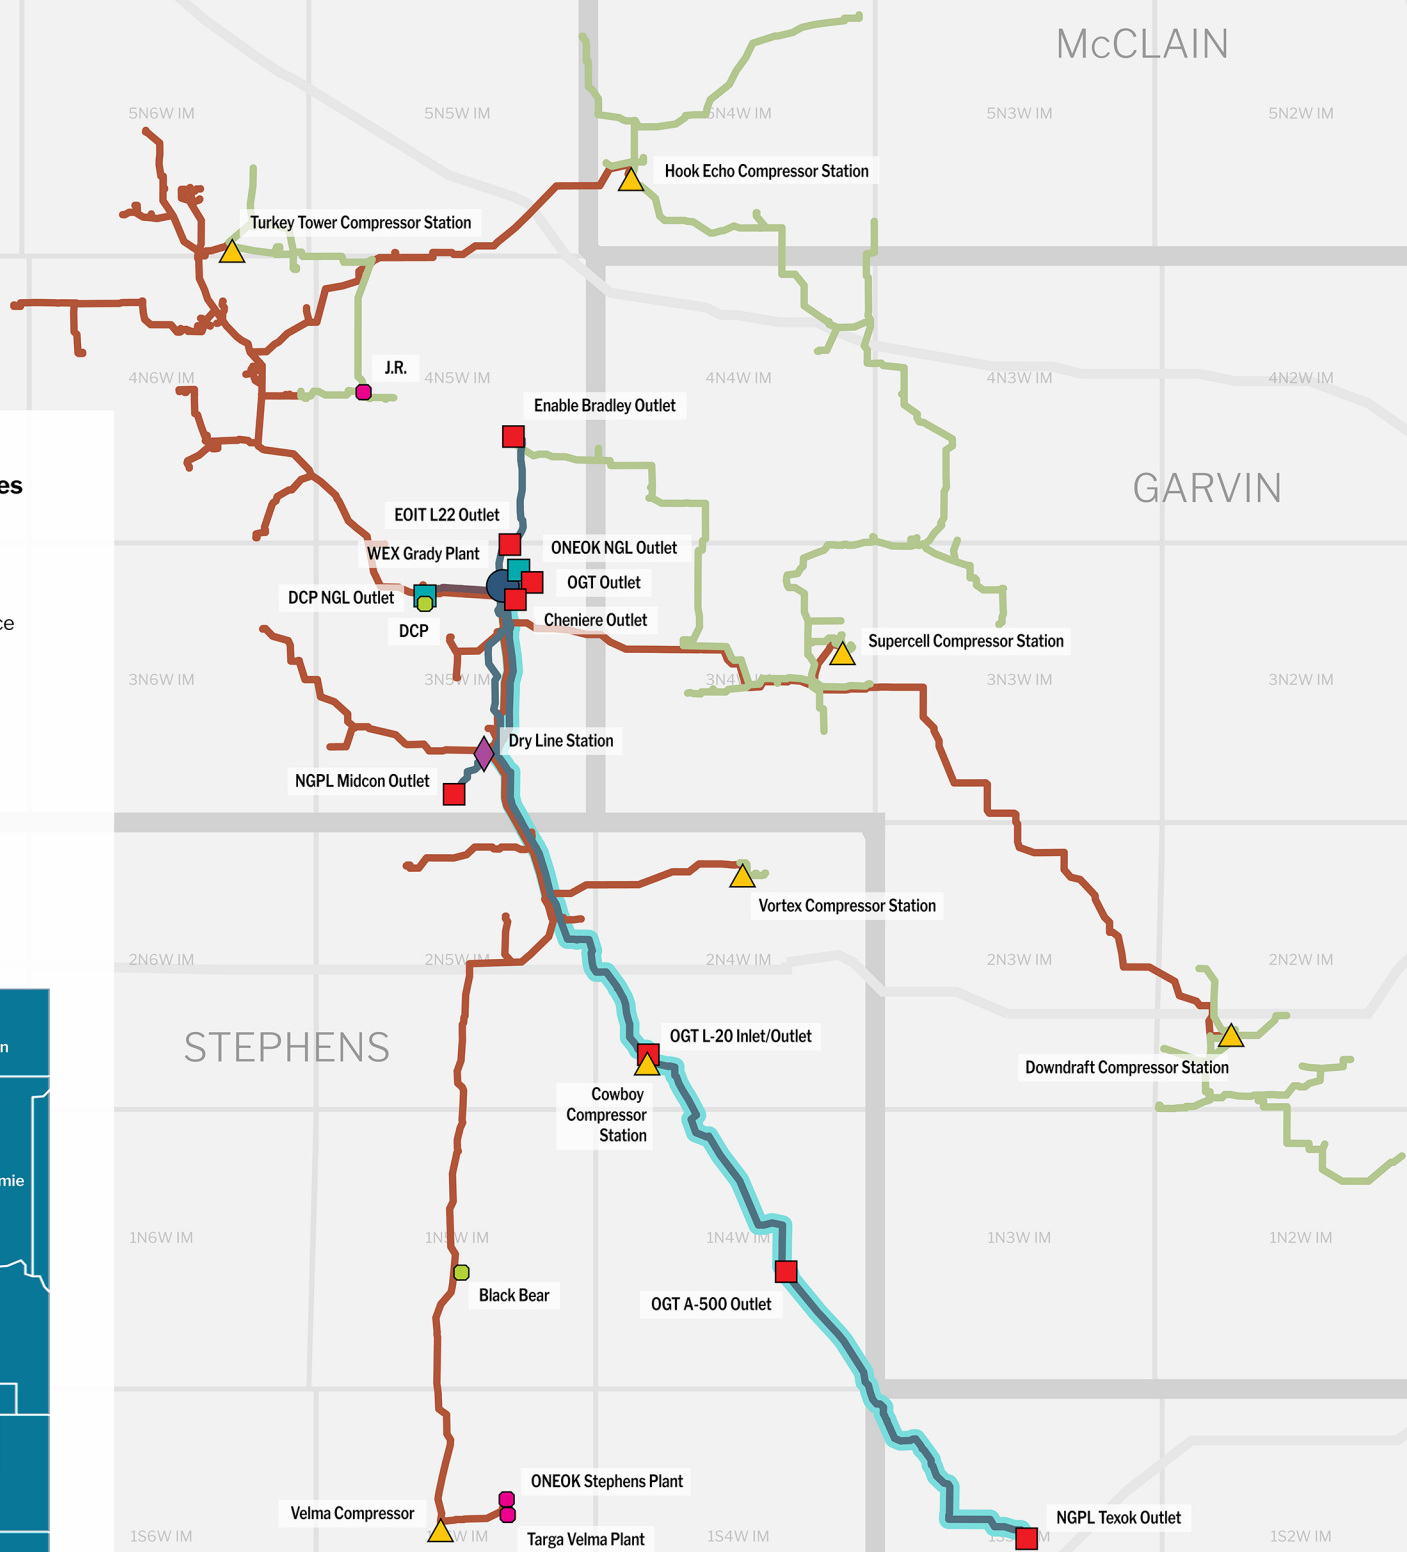 McCLAIN
5N6W IM
5N5W IM
5N4W IM
5N3W IM
5N2W IM
Hook Echo Compressor Station
Turkey Tower Compressor Station
J.R.
4N6W IM
4N5W IM
4N4W IM
4N3W IM
4N2W IM
Enable Bradley Outlet
es
GARVIN
EOIT L22 Outlet
WEX Grady Plant
ONEOK NGL Outlet
OGT Outlet
DCP NGL Outlet
Cheniere Outlet
ce
DCP
Supercell Compressor Station
3N6W IM
3N5W IM
3N4W IM
3N3W IM
3N2W IM
Dry Line Station
NGPL Midcon Outlet
Vortex Compressor Station
2N6W IM
2N5W IM
2N4W IM
2N3W IM
2N2W IM
OGT L-20 Inlet/Outlet
STEPHENS
n
Downdraft Compressor Station
Cowboy
Compressor
Station
mie
1N6W IM
1N5W IM
1N4W IM
1N3W IM
1N2W IM
Black Bear
OGT A-500 Outlet
ONEOK Stephens Plant
Velma Compressor
NGPL Texok Outlet
Targa Velma Plant
1S6W IM
W IM
1S4W IM
IM
1S2W IM